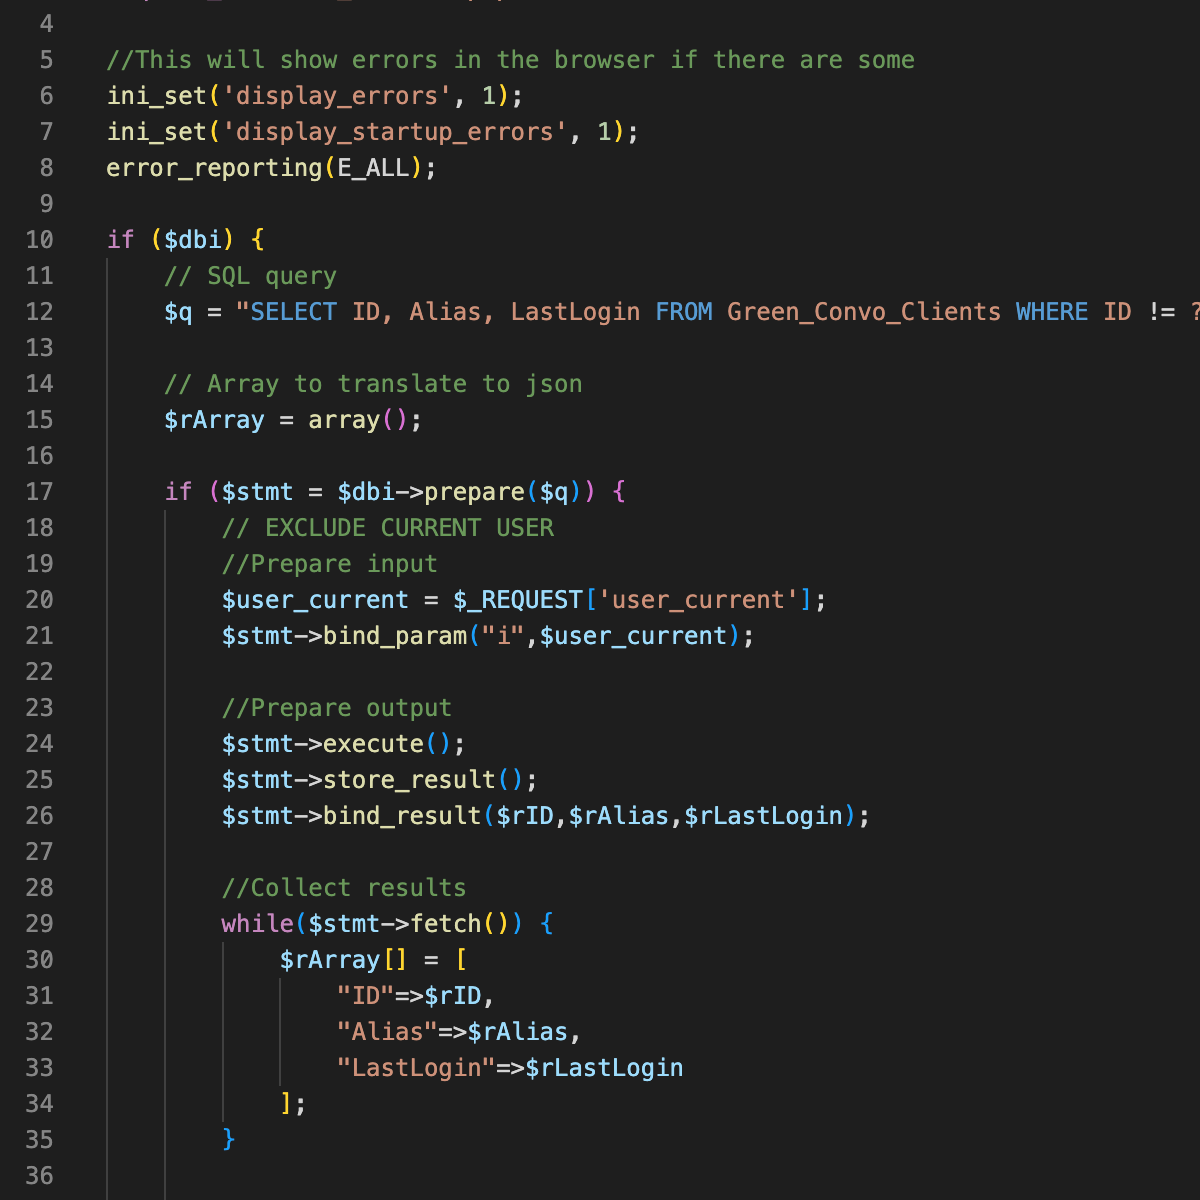 4
5 //This will show errors in the browser if there are some
6 ini_set('display_errors', 1);
7 ini_set('display_startup_errors', 1);
8 error_reporting(E_ALL);
9
10 if ($dbi) {
11 // SQL query
12 $q = "SELECT ID, Alias, LastLogin FROM Green_Convo_Clients WHERE ID != ?
13
14 // Array to translate to json
15 $rArray = array();
16
17 if ($stmt = $dbi->prepare($q)) {
18 // EXCLUDE CURRENT USER
19 //Prepare input
20 $user_current = $_REQUEST['user_current'];
21 $stmt->bind_param("i",$user_current);
22
23 //Prepare output
24 $stmt->execute();
25 $stmt->store_result();
26 $stmt->bind_result($rID,$rAlias,$rLastLogin);
27
28 //Collect results
29 while($stmt->fetch()) {
30 $rArray[] = [
31 "ID"=>$rID,
32 "Alias"=>$rAlias,
33 "LastLogin"=>$rLastLogin
34 ];
35 }
36